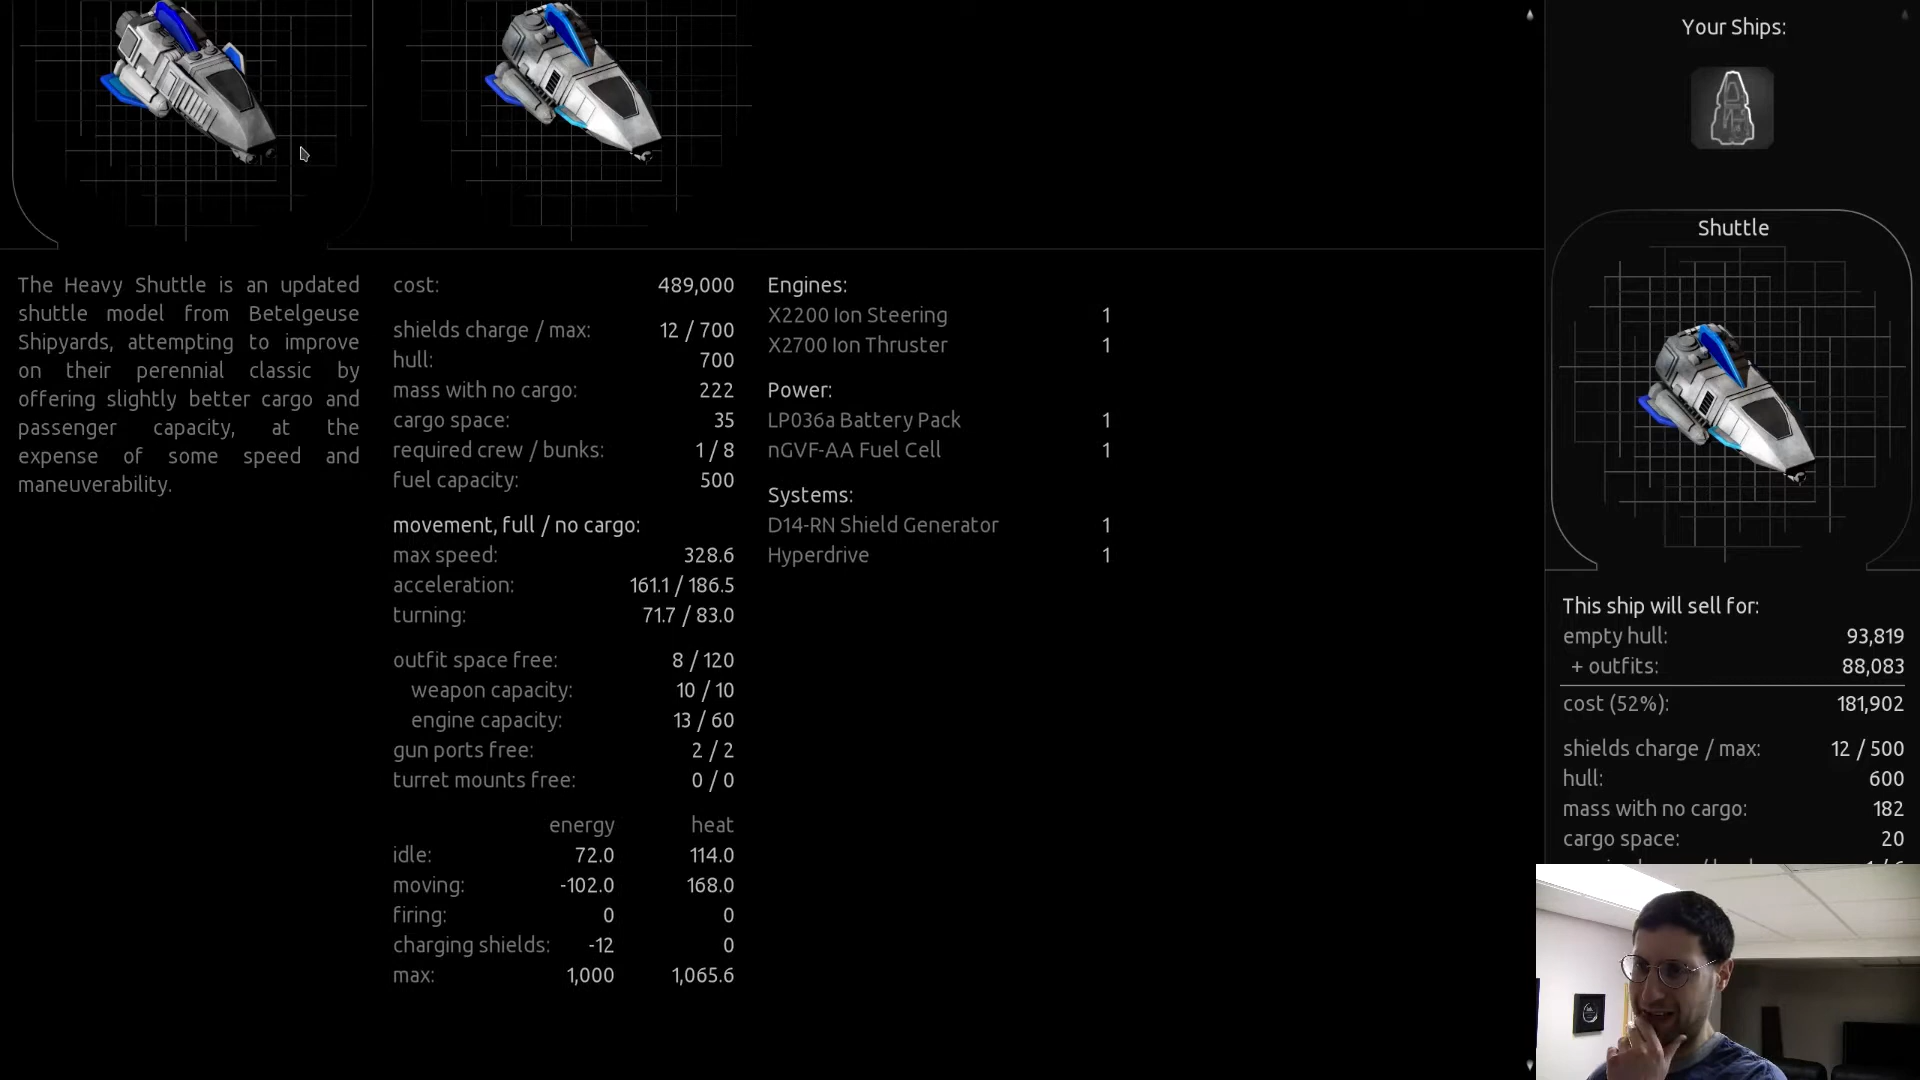 The Heavy Shuttle is an updated
shuttle model from Betelgeuse
Shipyards, attempting to improve
on their perennial classic by
offering slightly better cargo and
passenger capacity, at the
expense of some speed and
maneuverability.
cost: 489,000
shields charge / max: 12 / 700
hull: 700
mass with no cargo: 222
cargo space: 35
required crew / bunks: 1 / 8
fuel capacity: 500
movement, full / no cargo:
max speed: 328.6
acceleration: 161.1 / 186.5
turning: 71.7 / 83.0
outfit space free: 8 / 120
weapon capacity: 10 / 10
engine capacity: 13 / 60
gun ports free: 2 / 2
turret mounts free: 0 / 0
energy heat
idle: 72.0 114.0
moving: -102.0 168.0
firing: 0 0
charging shields: -12 0
max: 1,000 1,065.6
Engines:
X2200 Ion Steering 1
X2700 Ion Thruster 1
Power:
LP036a Battery Pack 1
nGVF-AA Fuel Cell 1
Systems:
D14-RN Shield Generator 1
Hyperdrive 1
Your Ships:
Shuttle
This ship will sell for:
empty hull: 93,819
+ outfits: 88,083
cost (52%): 181,902
shields charge / max: 12 / 500
hull: 600
mass with no cargo: 182
cargo space: 20